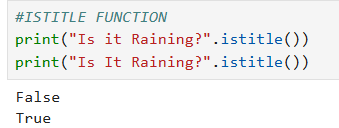 #ISTITLE FUNCTION
print("Is it Raining?".istitle())
print("Is It Raining?".istitle())
False
True